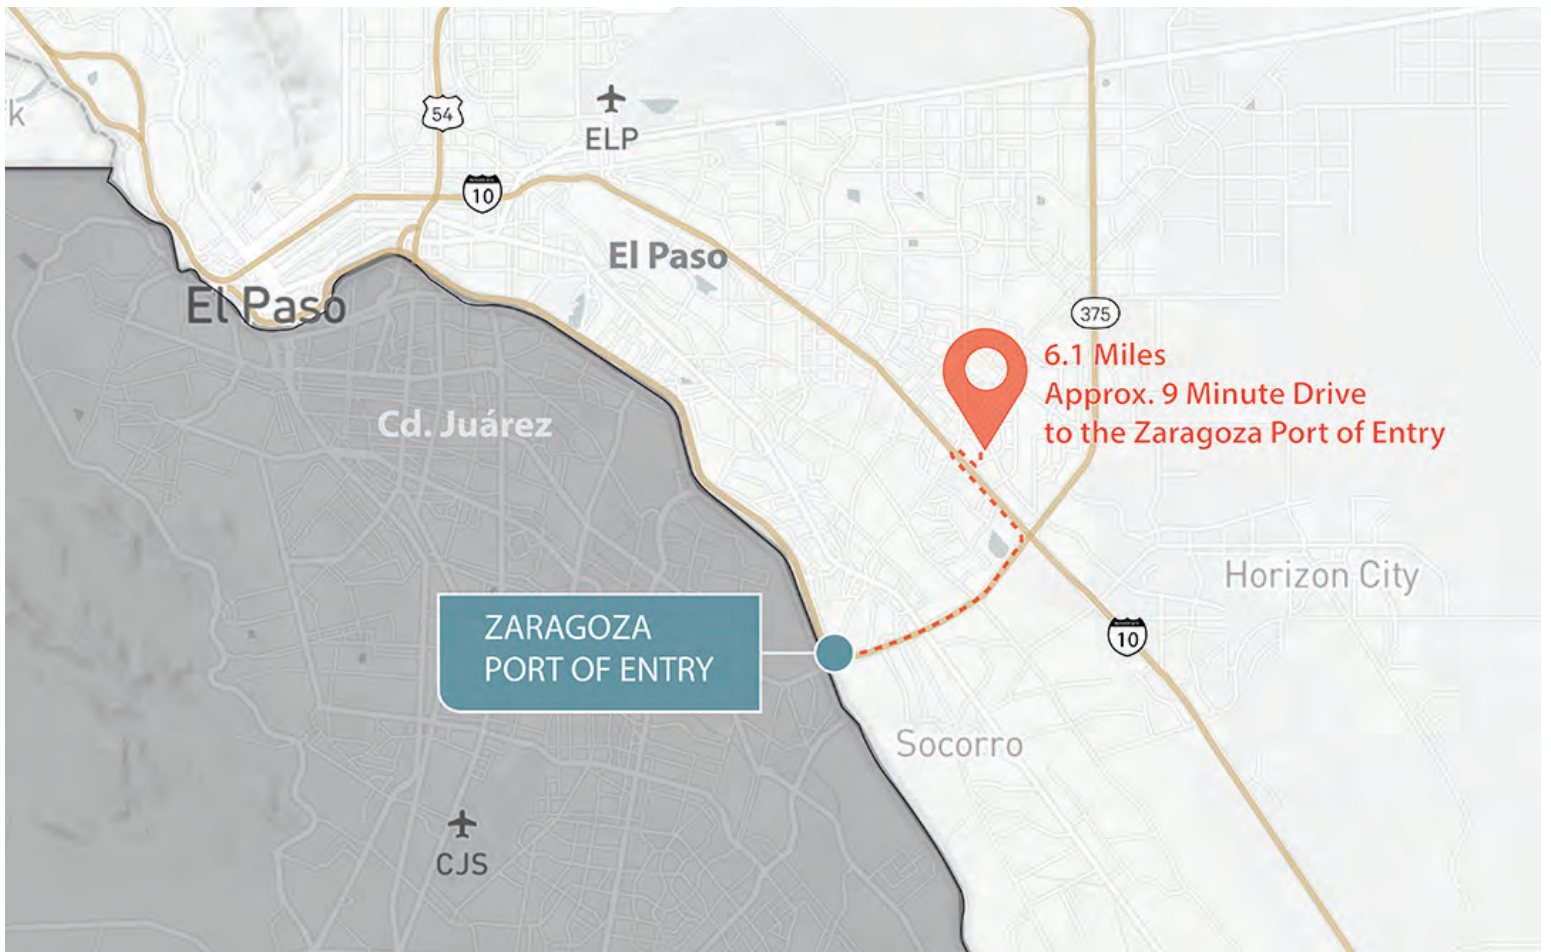 k
54
ELP
10
El Paso
El Paso
375
6.1 Miles
Approx. 9 Minute Drive
to the Zaragoza Port of Entry
Cd. Juárez
Horizon City
ZARAGOZA
PORT OF ENTRY
10
Socorro
CJS